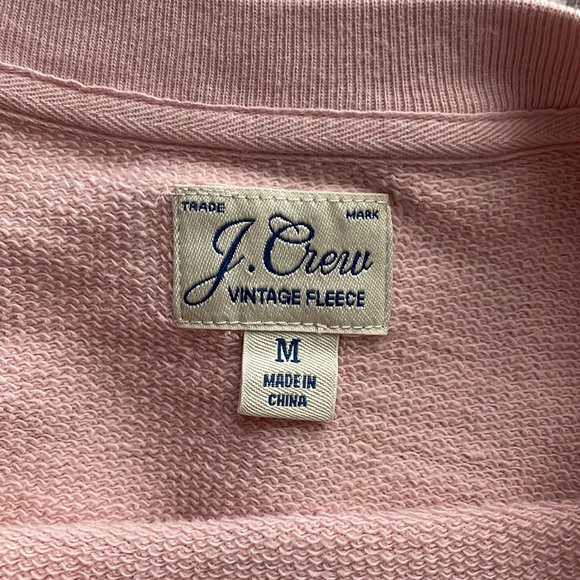 TRADE MARK
J.Crew
VINTAGE FLEECE
M
MADE IN
CHINA